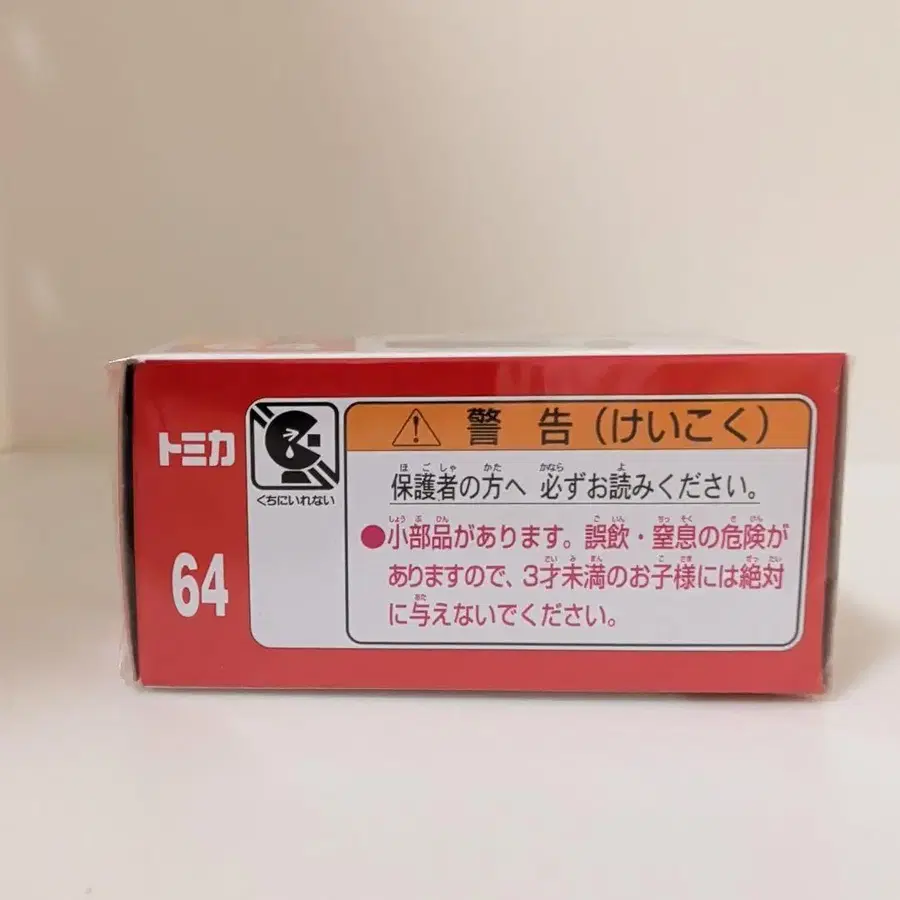 トミカ
64
くちにいれない
警 告 (けいこく)
保護者の方へ 必ずお読みください。
●小部品があります。誤飲・窒息の危険が
ありますので、3才未満のお子様には絶対
に与えないでください。